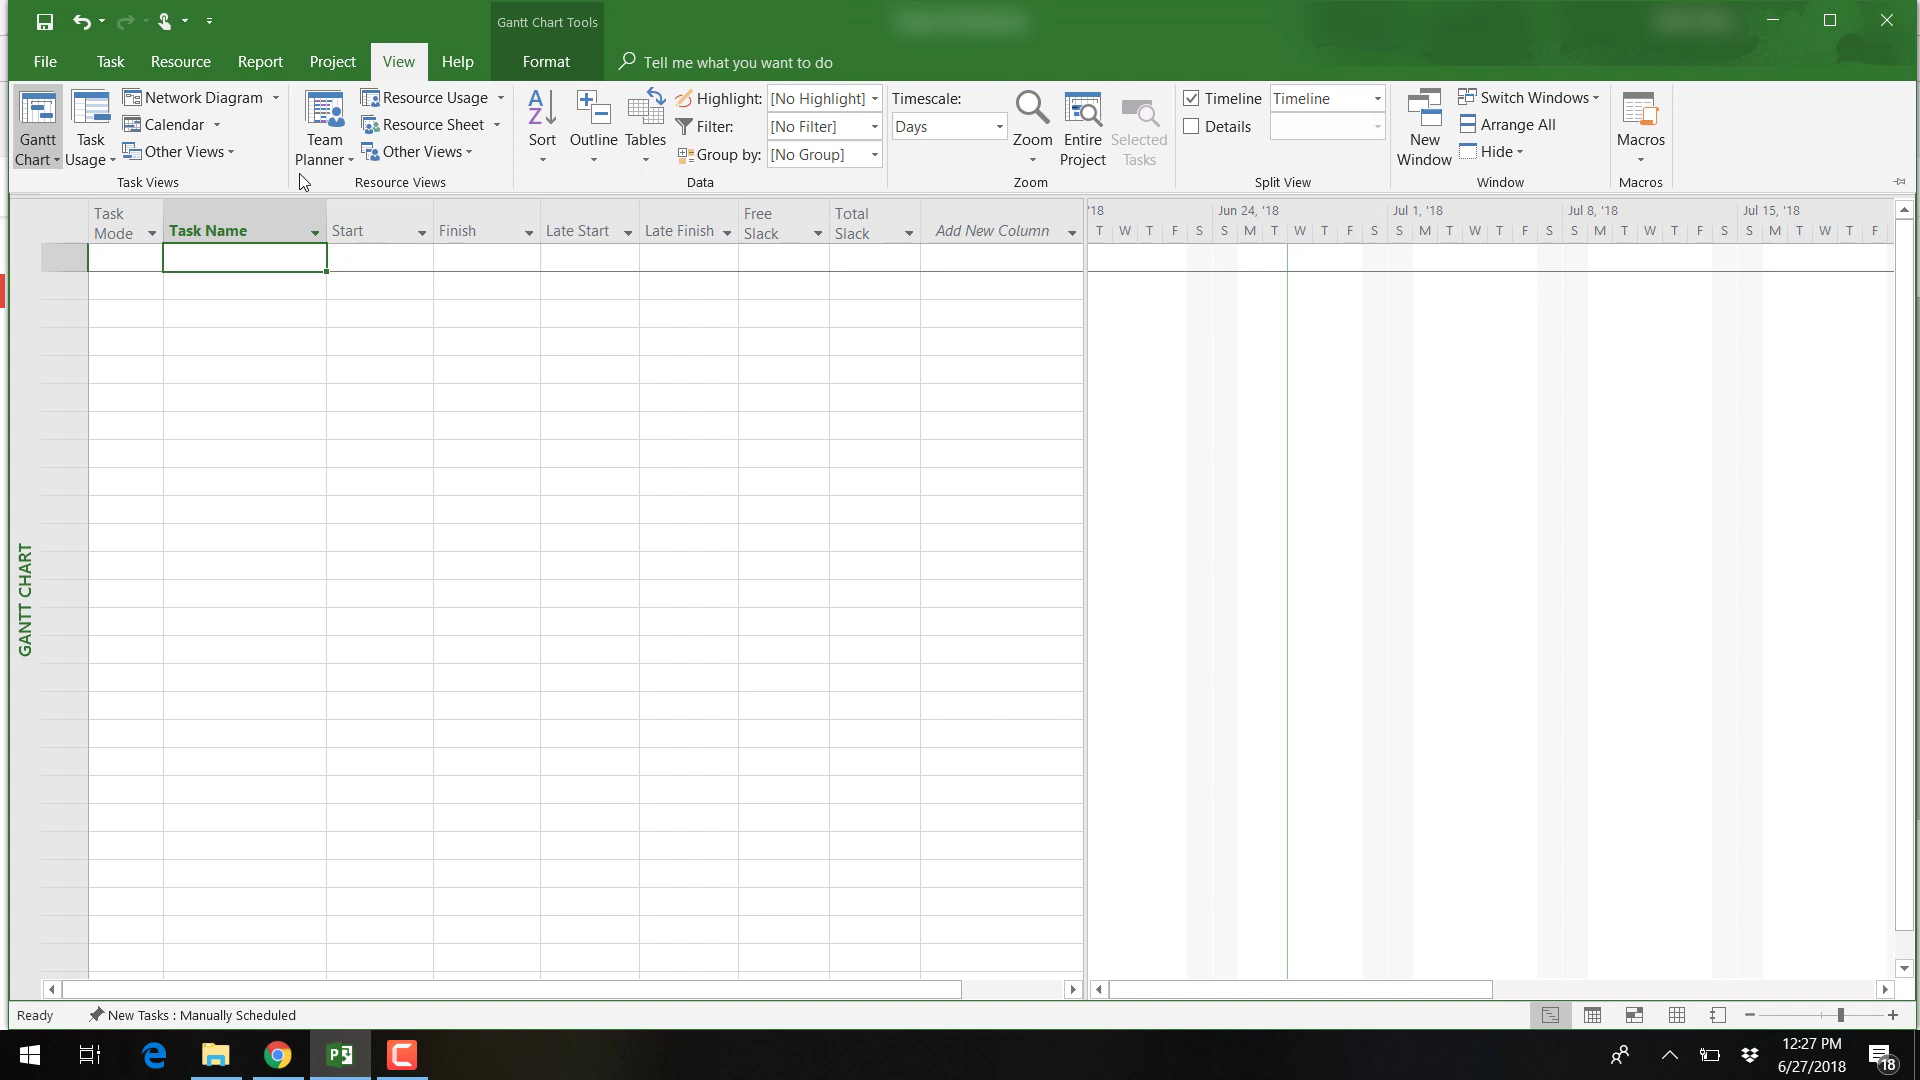 Gantt Chart Tools
File Task Resource Report Project View Help Format Tell me what you want to do
Gantt Chart
Task Usage
Network Diagram
Calendar
Other Views
Task Views
Team Planner
Resource Usage
Resource Sheet
Other Views
Resource Views
Sort
Outline
Tables
Highlight: [No Highlight]
Filter: [No Filter]
Group by: [No Group]
Data
Timescale:
Days
Zoom
Entire Project
Selected Tasks
Zoom
Timeline Timeline
Details
Split View
New Window
Switch Windows
Arrange All
Hide
Window
Macros
Macros
Task Mode
Task Name
Start
Finish
Late Start
Late Finish
Free Slack
Total Slack
Add New Column
'18 Jun 24, '18 Jul 1, '18 Jul 8, '18 Jul 15, '18
T W T F S S M T W T F S S M T W T F S S M T W T F S S M T W T F
GANTT CHART
Ready New Tasks : Manually Scheduled
12:27 PM
6/27/2018
18